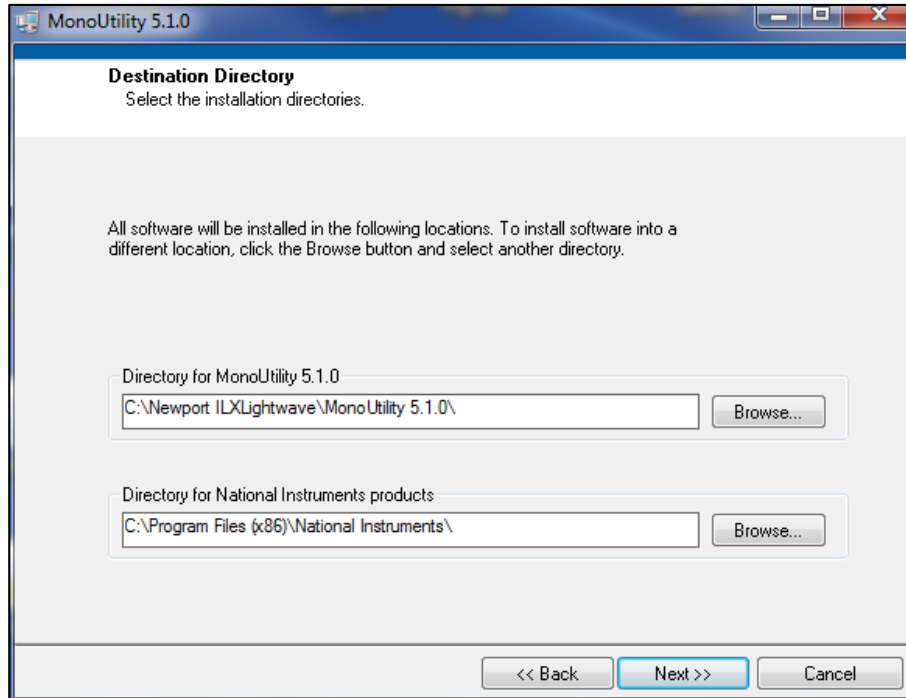 MonoUtility 5.1.0
Destination Directory
Select the installation directories.
All software will be installed in the following locations. To install software into a
different location, click the Browse button and select another directory.
Directory for MonoUtility 5.1.0
C:\Newport ILXLightwave\MonoUtility 5.1.0\
Browse...
Directory for National Instruments products
C:\Program Files (x86)\National Instruments\
Browse...
<< Back
Next >>
Cancel